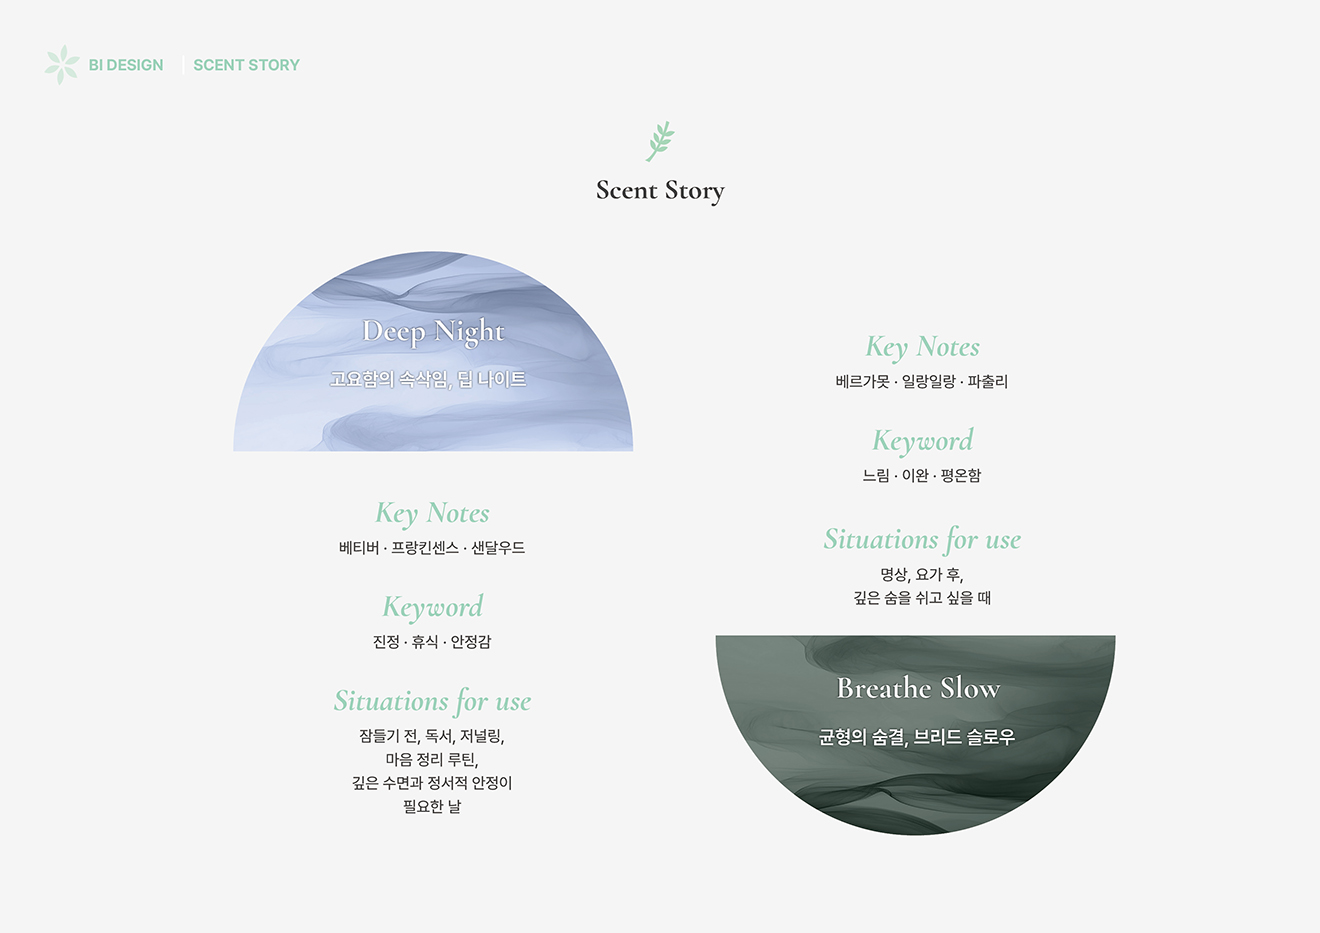 BI DESIGN
SCENT STORY
Scent Story
Deep Night
고요함의 속삭임, 딥 나이트
Key Notes
베티버 · 프랑킨센스 · 샌달우드
Keyword
진정 · 휴식 · 안정감
Situations for use
잠들기 전, 독서, 저널링,
마음 정리 루틴,
깊은 수면과 정서적 안정이
필요한 날
Key Notes
베르가못 · 일랑일랑 · 파출리
Keyword
느림 · 이완 · 평온함
Situations for use
명상, 요가 후,
깊은 숨을 쉬고 싶을 때
Breathe Slow
균형의 숨결, 브리드 슬로우